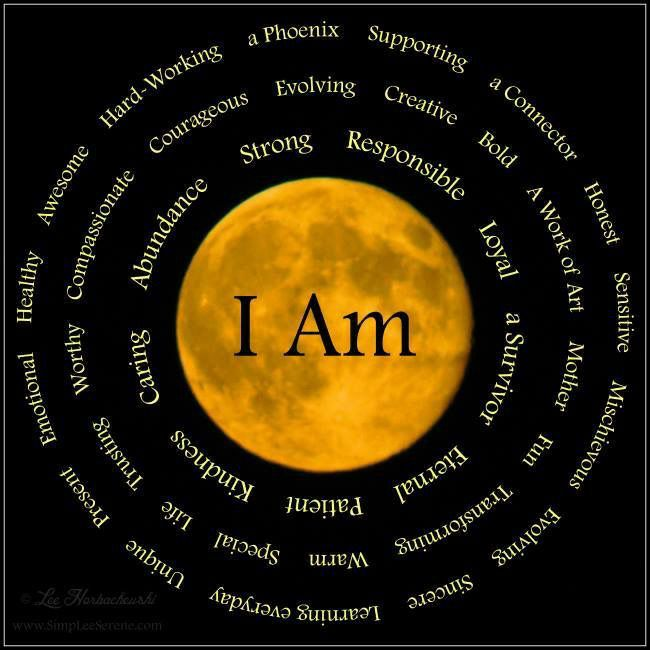 I Am
Strong Responsible Loyal a Survivor Eternal Patient Kindness Caring Abundance
Evolving Creative Bold A Work of Art Mother Fun Transforming Warm Special Life Trusting Worthy Compassionate Courageous
a Phoenix Supporting a Connector Honest Sensitive Mischievous Evolving Sincere Learning everyday Unique Present Emotional Healthy Awesome Hard-Working
© Lee Horbachewski
www.SimpLeeSerene.com